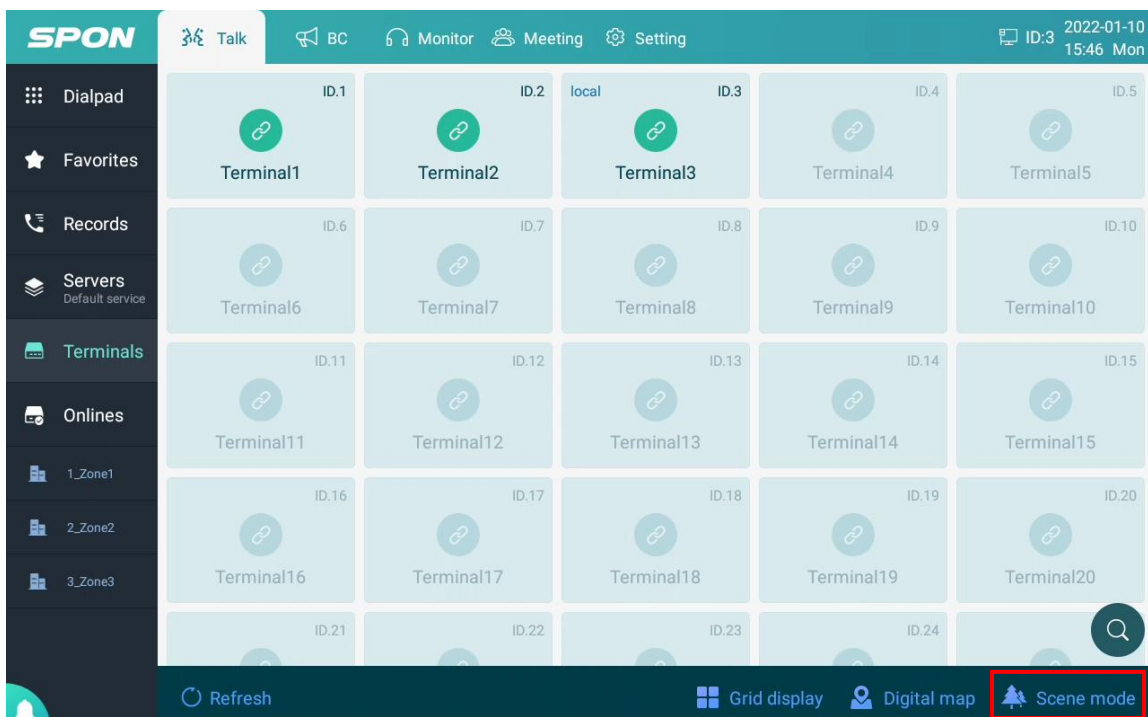 SPON
Talk
BC
Monitor
Meeting
Setting
ID:3
2022-01-10
15:46 Mon
Dialpad
Favorites
Records
Servers
Default service
Terminals
Onlines
1_Zone1
2_Zone2
3_Zone3
ID.1
Terminal1
ID.2
Terminal2
local
ID.3
Terminal3
ID.4
Terminal4
ID.5
Terminal5
ID.6
Terminal6
ID.7
Terminal7
ID.8
Terminal8
ID.9
Terminal9
ID.10
Terminal10
ID.11
Terminal11
ID.12
Terminal12
ID.13
Terminal13
ID.14
Terminal14
ID.15
Terminal15
ID.16
Terminal16
ID.17
Terminal17
ID.18
Terminal18
ID.19
Terminal19
ID.20
Terminal20
ID.21
ID.22
ID.23
ID.24
Refresh
Grid display
Digital map
Scene mode